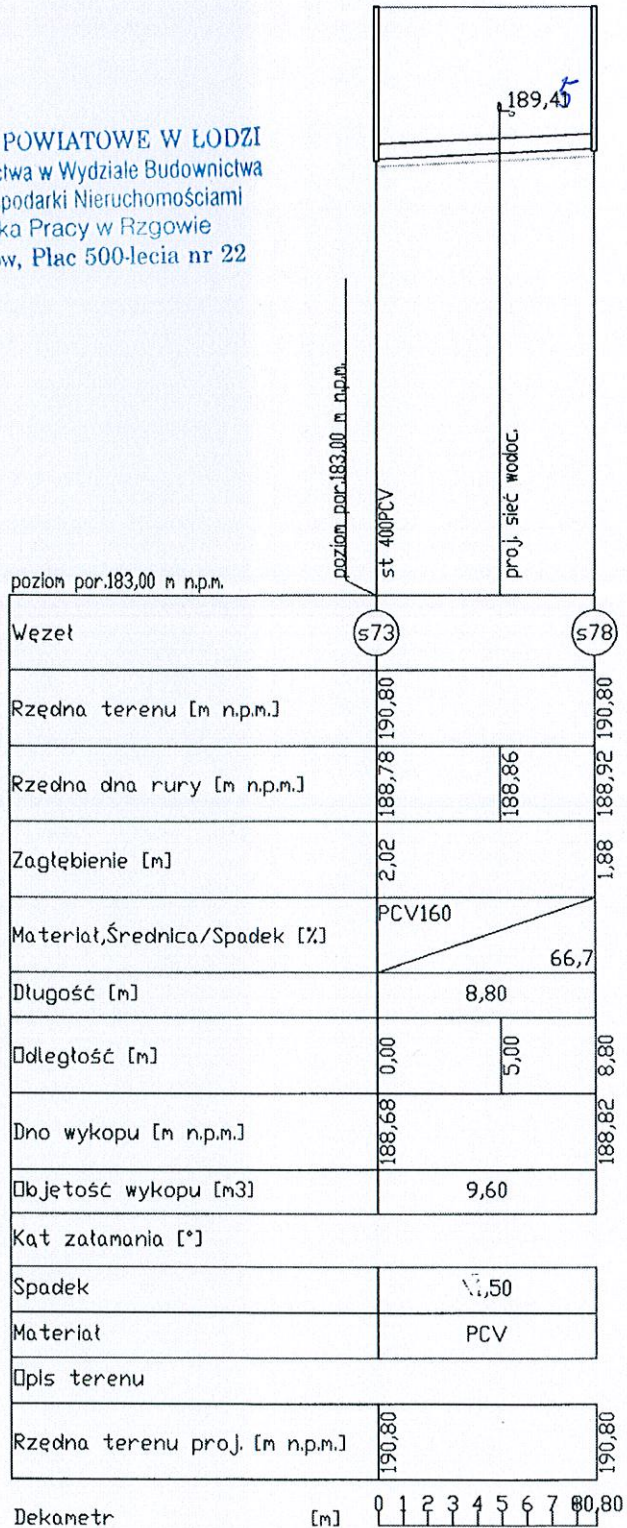 189,45
POWIATOWE W ŁODZI
ctwa w Wydziale Budownictwa
podarki Nieruchomościami
ka Pracy w Rzgowie
ów, Plac 500-lecia nr 22
poziom por.183,00 m n.p.m.
st 400PCV
proj. sieć wodoc.
poziom por.183,00 m n.p.m.
Węzeł s73 s78
Rzędna terenu [m n.p.m.] 190,80 190,80
Rzędna dna rury [m n.p.m.] 188,78 188,86 188,92
Zagłębienie [m] 2,02 1,88
Materiał,Średnica/Spadek [%] PCV160 66,7
Długość [m] 8,80
Odległość [m] 0,00 5,00 8,80
Dno wykopu [m n.p.m.] 188,68 188,82
Objętość wykopu [m3] 9,60
Kąt załamania [°]
Spadek ,50
Materiał PCV
Opis terenu
Rzędna terenu proj. [m n.p.m.] 190,80 190,80
Dekametr [m] 0 1 2 3 4 5 6 7 80,80